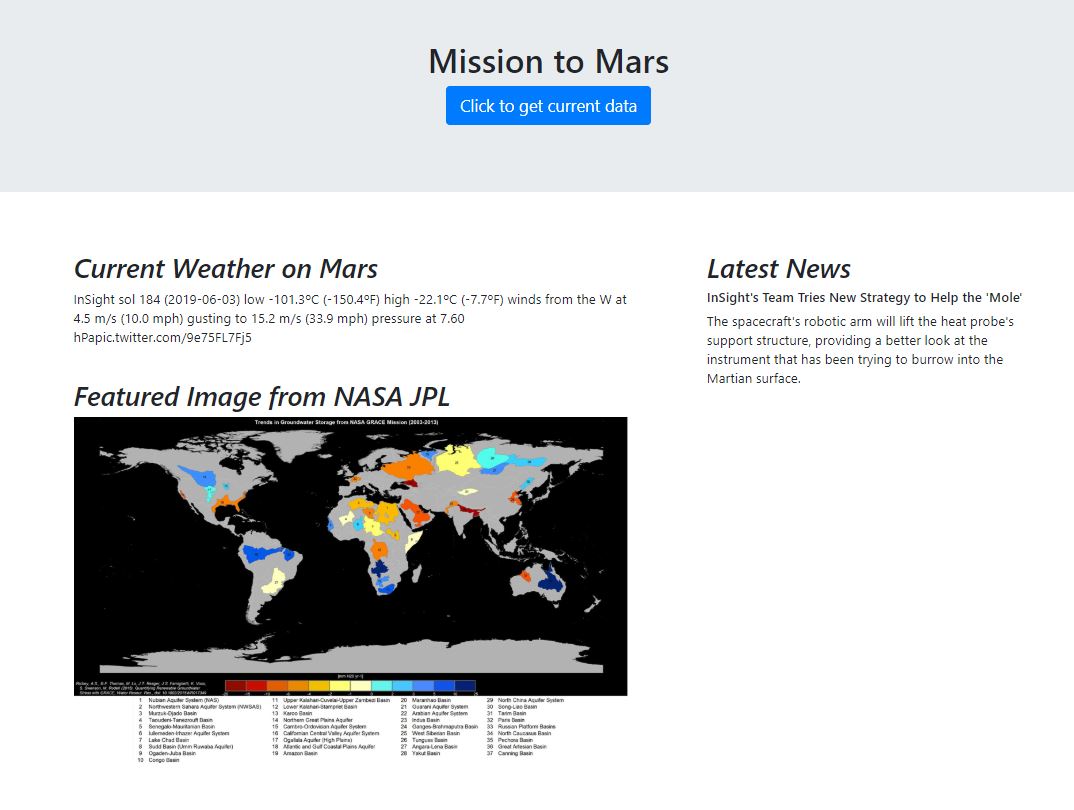 Mission to Mars
Click to get current data
Current Weather on Mars
InSight sol 184 (2019-06-03) low -101.3ºC (-150.4ºF) high -22.1ºC (-7.7ºF) winds from the W at
4.5 m/s (10.0 mph) gusting to 15.2 m/s (33.9 mph) pressure at 7.60
hPapic.twitter.com/9e75FL7Fj5
Featured Image from NASA JPL
Trends in Groundwater Storage from NASA GRACE Mission (2003-2013)
1 Nubian Aquifer System (NAS)
2 Northwestern Sahara Aquifer System (NWSAS)
3 Murzuk-Djado Basin
4 Taoudeni-Tanezrouft Basin
5 Senegalo-Mauritanian Basin
6 Iullemeden-Irhazer Aquifer System
7 Lake Chad Basin
8 Sudd Basin (Umm Ruwaba Aquifer)
9 Ogaden-Juba Basin
10 Congo Basin
11 Upper Kalahari-Cuvelai-Upper Zambezi Basin
12 Lower Kalahari-Stampriet Basin
13 Karoo Basin
14 Northern Great Plains Aquifer
15 Cambro-Ordovician Aquifer System
16 Californian Central Valley Aquifer System
17 Ogallala Aquifer (High Plains)
18 Atlantic and Gulf Coastal Plains Aquifer
19 Amazon Basin
20 Maranhao Basin
21 Guarani Aquifer System
22 Arabian Aquifer System
23 Indus Basin
24 Ganges-Brahmaputra Basin
25 West Siberian Basin
26 Tunguss Basin
27 Angara-Lena Basin
28 Yakut Basin
29 North China Aquifer System
30 Song-Liao Basin
31 Tarim Basin
32 Paris Basin
33 Russian Platform Basins
34 North Caucasus Basin
35 Pechora Basin
36 Great Artesian Basin
37 Canning Basin
Latest News
InSight's Team Tries New Strategy to Help the 'Mole'
The spacecraft's robotic arm will lift the heat probe's
support structure, providing a better look at the
instrument that has been trying to burrow into the
Martian surface.